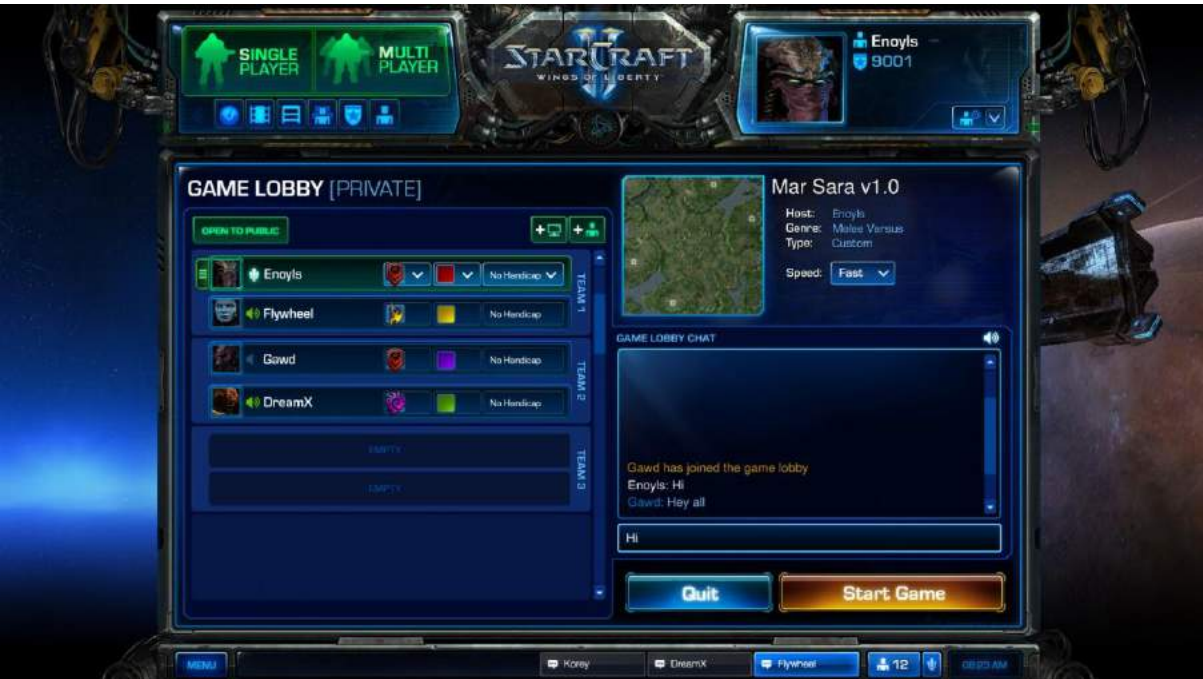 SINGLE
PLAYER
MULTI
PLAYER
STARCRAFT
II
WINGS OF LIBERTY
Enoyls
9001
GAME LOBBY [PRIVATE]
OPEN TO PUBLIC
Enoyls
No Handicap
Flywheel
No Handicap
TEAM 1
Gawd
No Handicap
DreamX
No Handicap
TEAM 2
EMPTY
EMPTY
TEAM 3
Mar Sara v1.0
Host: Enoyls
Genre: Melee Versus
Type: Custom
Speed: Fast
GAME LOBBY CHAT
Gawd has joined the game lobby
Enoyls: Hi
Gawd: Hey all
Hi
Quit
Start Game
MENU
Korey
DreamX
Flywheel
12
08:23 AM